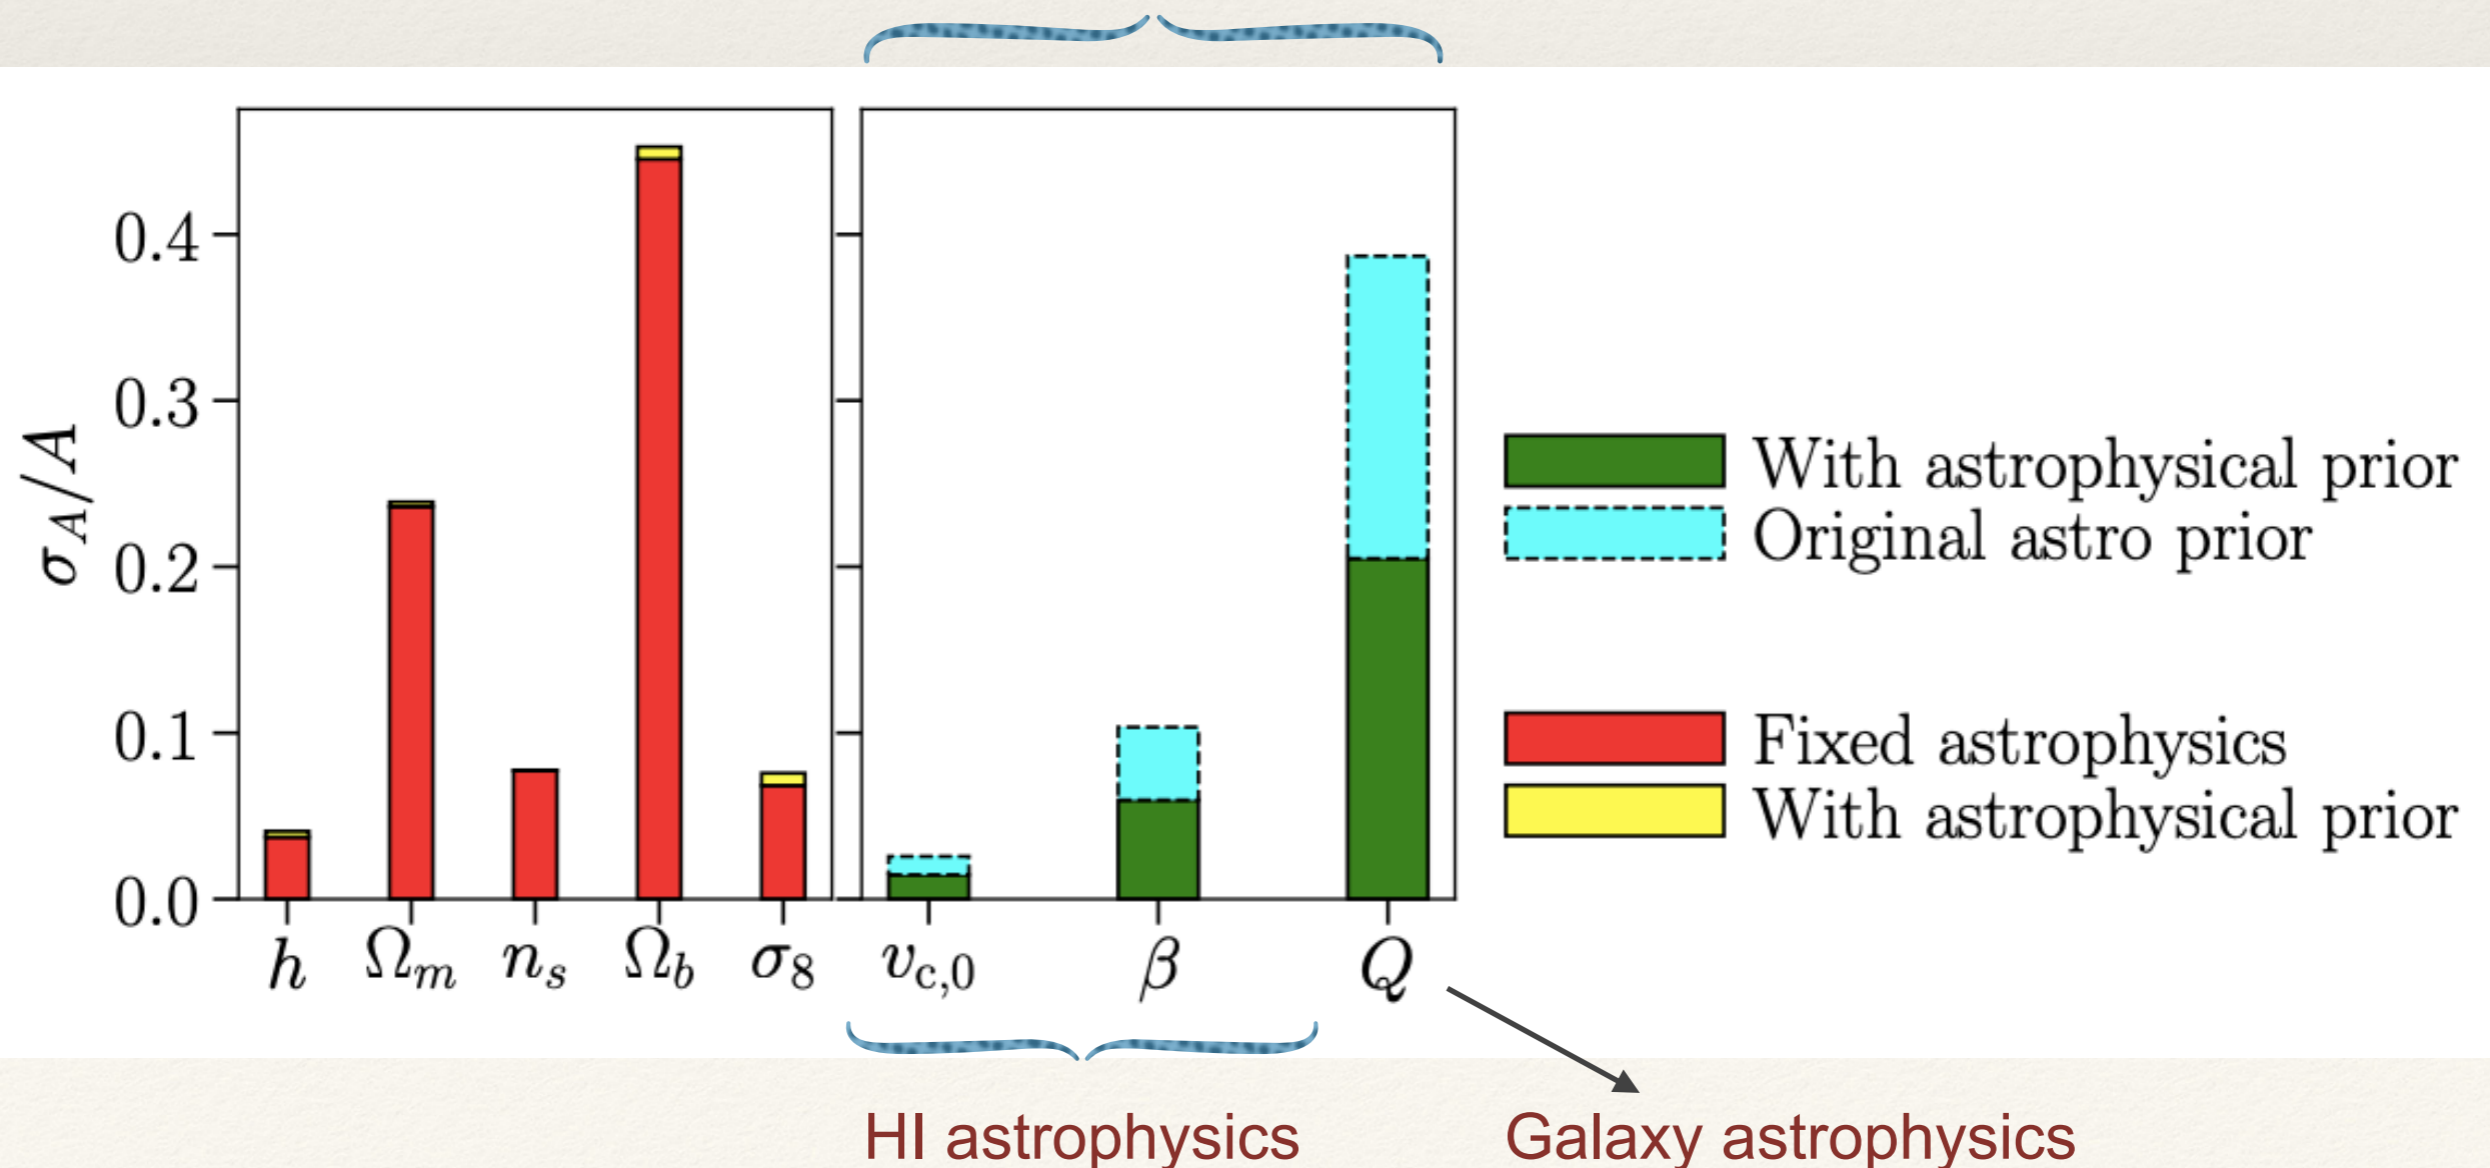 σ_A/A
0.4
0.3
0.2
0.1
0.0
h Ω_m n_s Ω_b σ_8 v_c,0 β Q
With astrophysical prior
Original astro prior
Fixed astrophysics
With astrophysical prior
HI astrophysics
Galaxy astrophysics